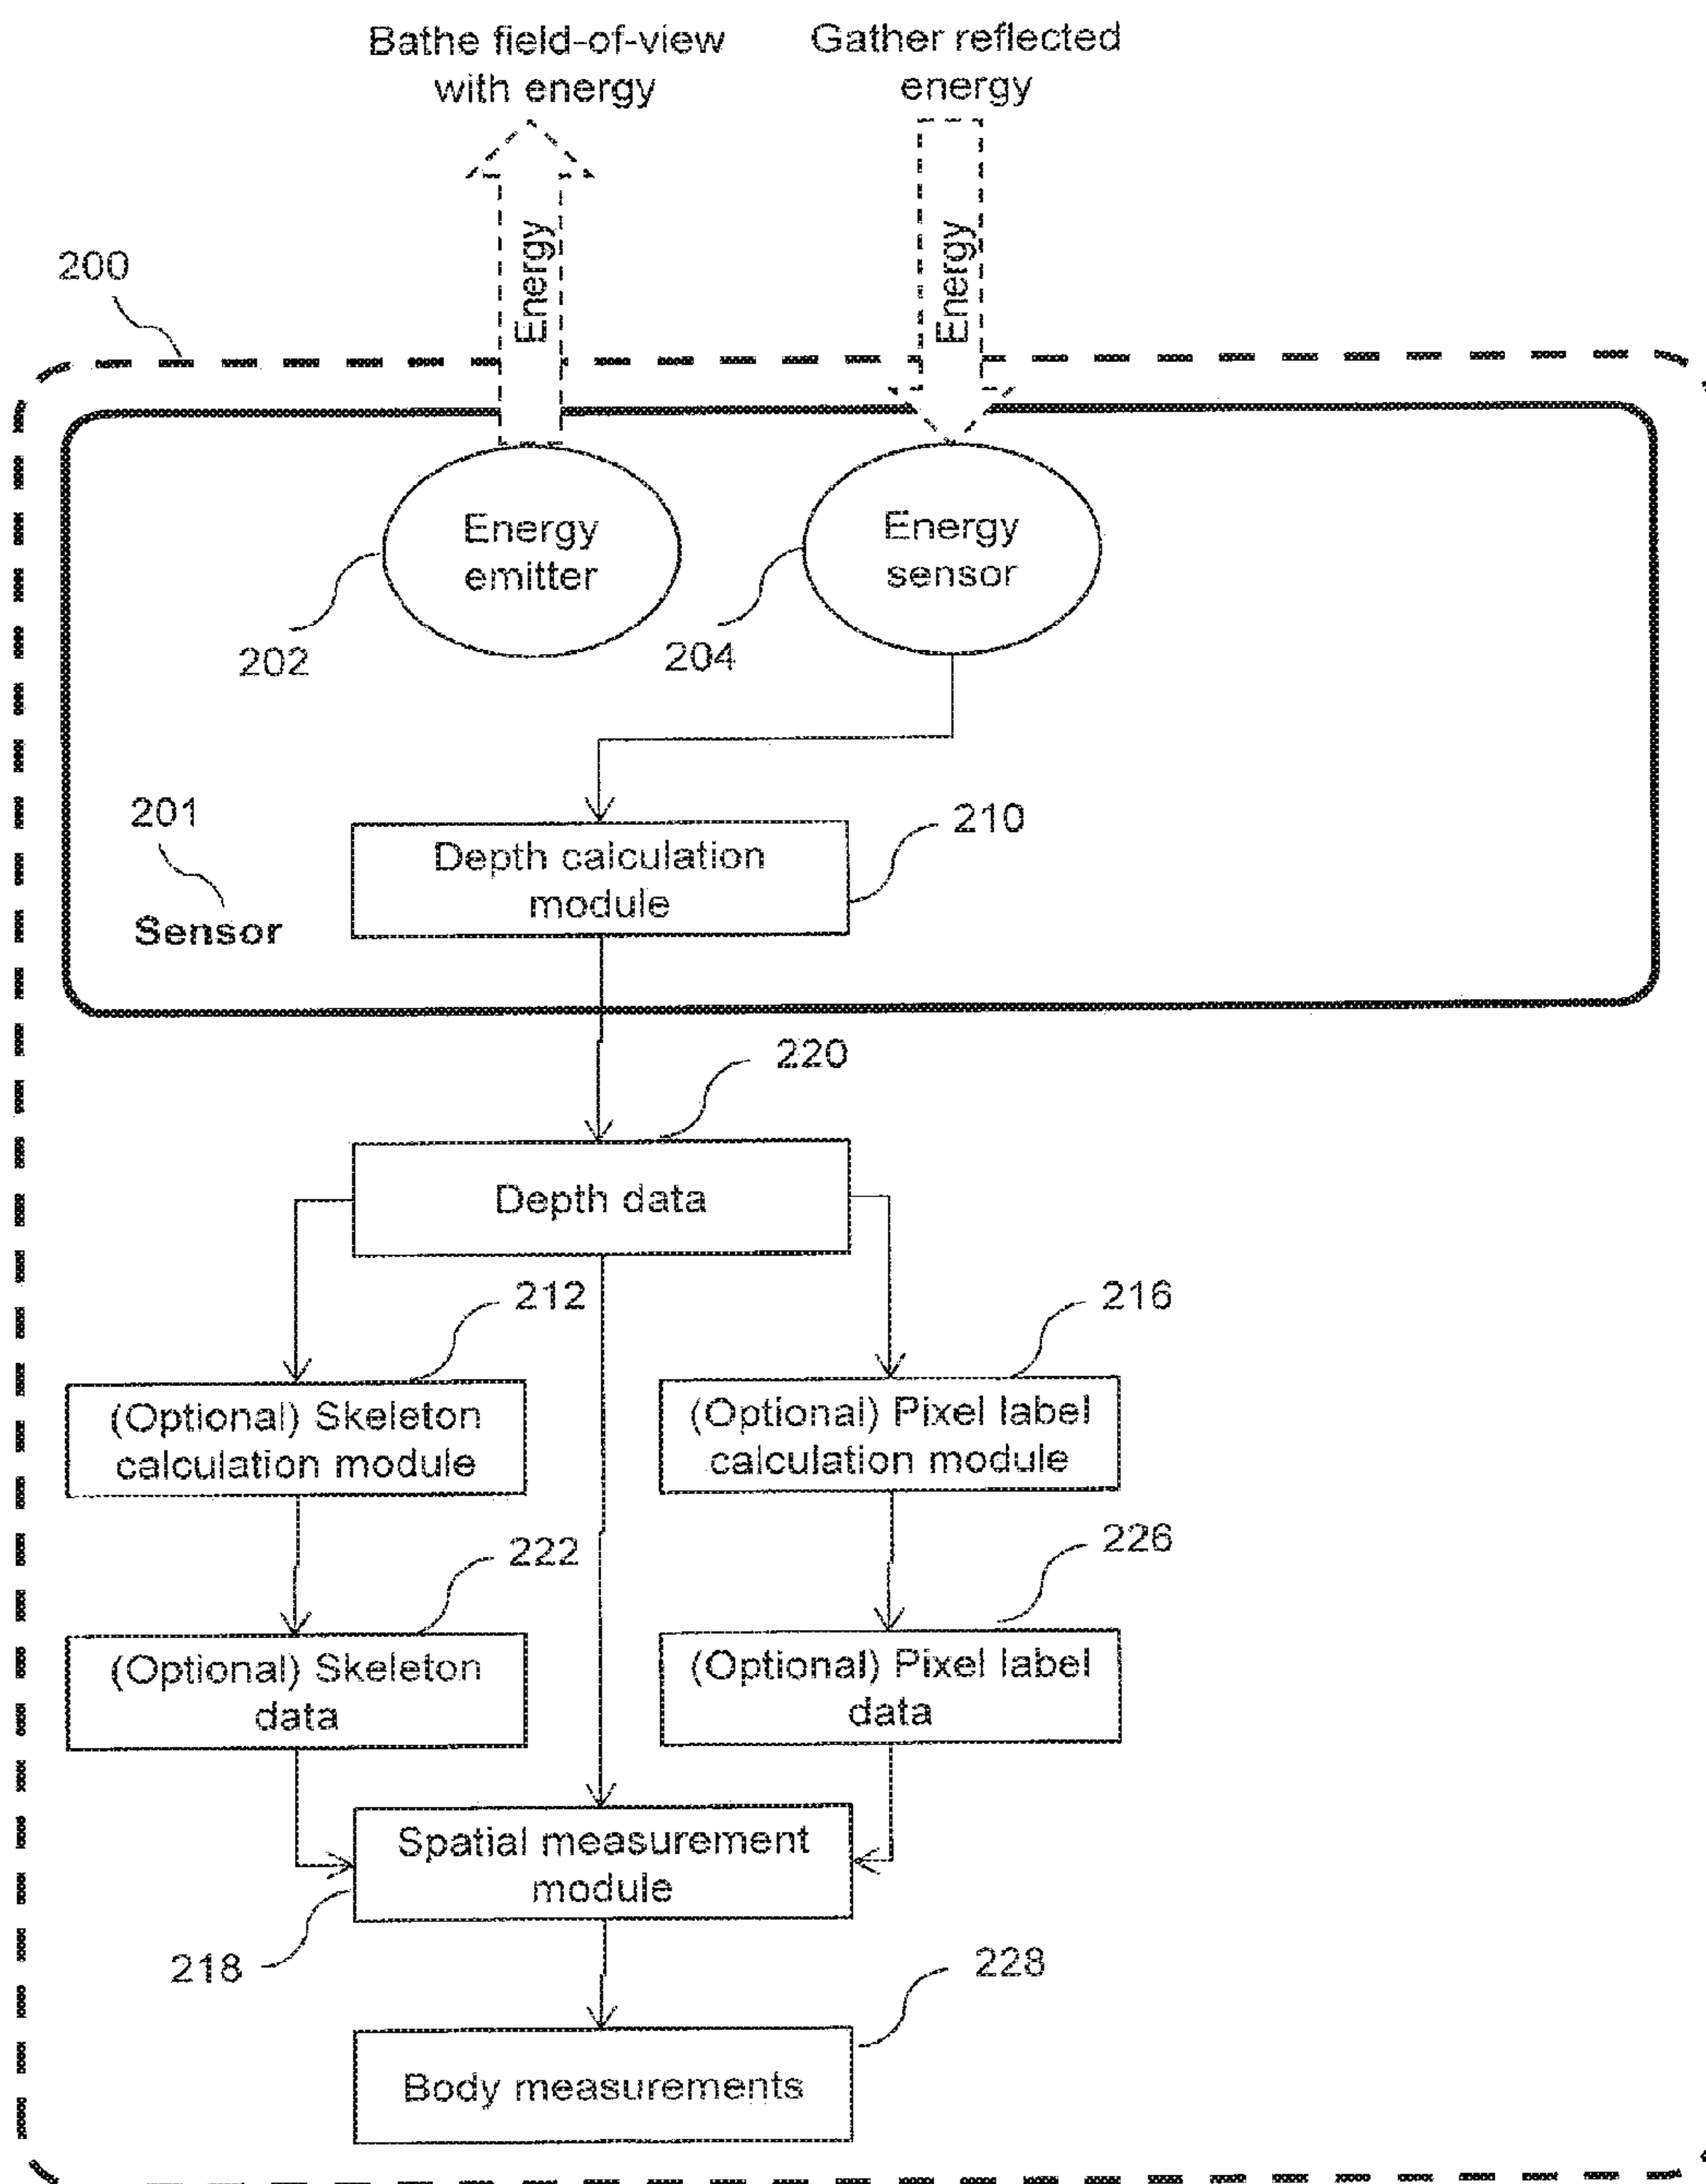 Bathe field-of-view
with energy
Gather reflected
energy
Energy
Energy
200
Energy
emitter
Energy
sensor
202
204
201
Sensor
Depth calculation
module
210
220
Depth data
212
216
(Optional) Skeleton
calculation module
(Optional) Pixel label
calculation module
222
226
(Optional) Skeleton
data
(Optional) Pixel label
data
Spatial measurement
module
218
228
Body measurements